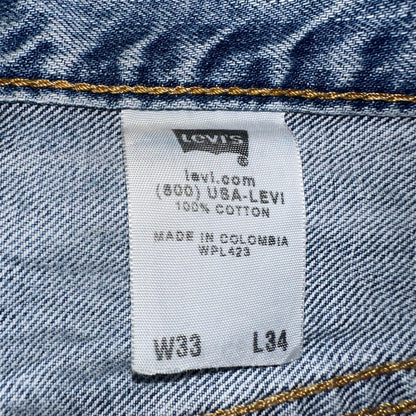 LEVI'S
®
levi.com
(800) USA-LEVI
100% COTTON
MADE IN COLOMBIA
WPL423
W33 L34